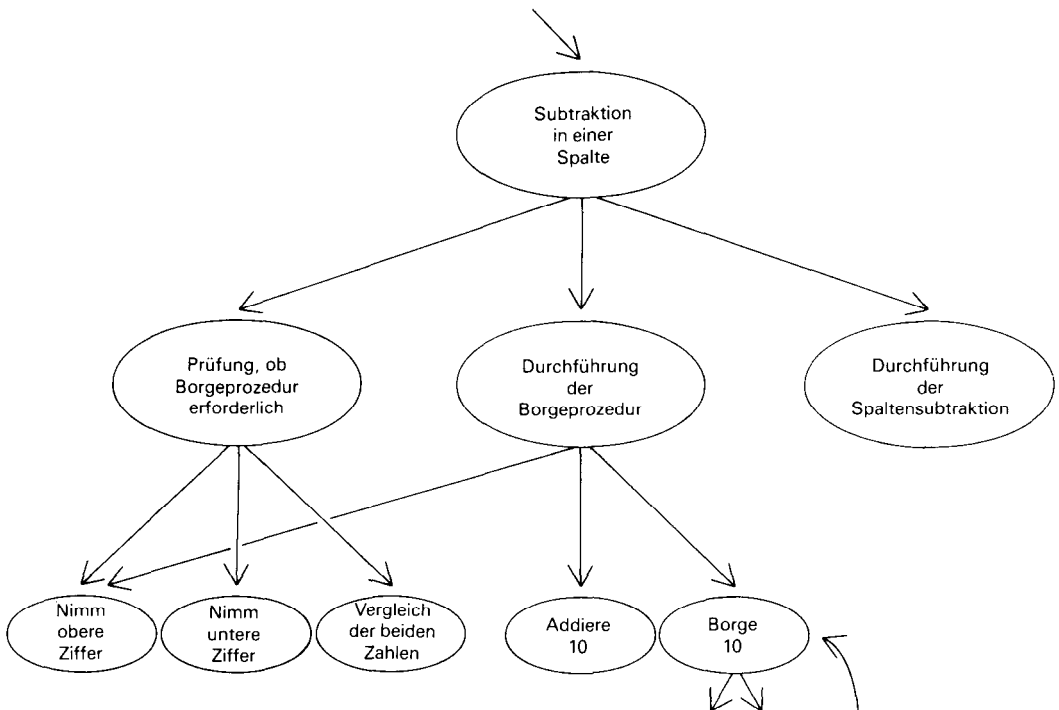 Subtraktion
in einer
Spalte
Prüfung, ob
Borgeprozedur
erforderlich
Durchführung
der
Borgeprozedur
Durchführung
der
Spaltensubtraktion
Nimm
obere
Ziffer
Nimm
untere
Ziffer
Vergleich
der beiden
Zahlen
Addiere
10
Borge
10